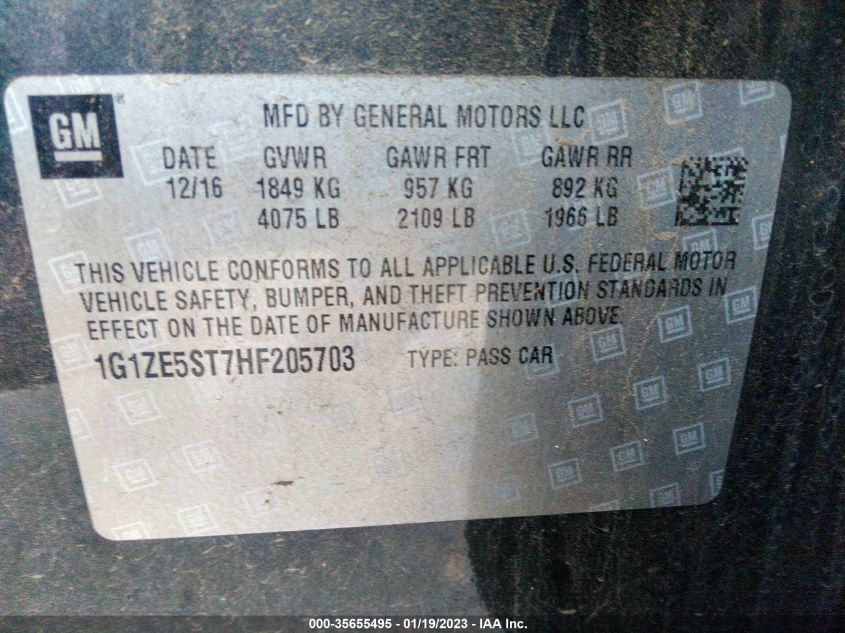 GM
MFD BY GENERAL MOTORS LLC
DATE GVWR GAWR FRT GAWR RR
12/16 1849 KG 957 KG 892 KG
4075 LB 2109 LB 1966 LB
THIS VEHICLE CONFORMS TO ALL APPLICABLE U.S. FEDERAL MOTOR
VEHICLE SAFETY, BUMPER, AND THEFT PREVENTION STANDARDS IN
EFFECT ON THE DATE OF MANUFACTURE SHOWN ABOVE
1G1ZE5ST7HF205703 TYPE: PASS CAR
000-35655495 - 01/19/2023 - IAA Inc.